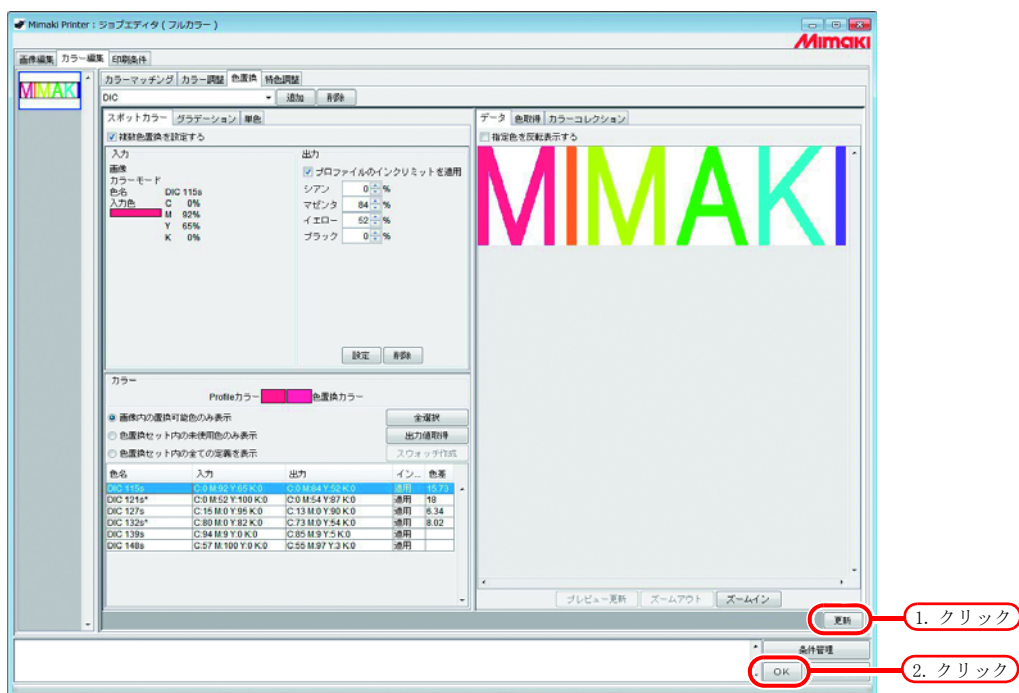 Mimaki Printer : ジョブエディタ ( フルカラー )
Mimaki
画像編集 カラー編集 印刷条件
MIMAKI
カラーマッチング カラー調整 色置換 特色調整
DIC 追加 削除
スポットカラー グラデーション 単色
複数色置換を設定する
入力
画像
カラーモード
色名 DIC 115s
入力色 C 0%
M 92%
Y 65%
K 0%
出力
プロファイルのインクリミットを適用
シアン 0 %
マゼンタ 84 %
イエロー 52 %
ブラック 0 %
設定 削除
カラー
Profileカラー 色置換カラー
画像内の置換可能色のみ表示 全選択
色置換セット内の未使用色のみ表示 出力値取得
色置換セット内の全ての定義を表示 スウォッチ作成
色名 入力 出力 イン... 色差
DIC 115s C:0 M:92 Y:65 K:0 C:0 M:84 Y:52 K:0 適用 15.73
DIC 121s* C:0 M:52 Y:100 K:0 C:0 M:54 Y:87 K:0 適用 18
DIC 127s C:15 M:0 Y:95 K:0 C:13 M:0 Y:90 K:0 適用 6.34
DIC 132s* C:80 M:0 Y:82 K:0 C:73 M:0 Y:54 K:0 適用 8.02
DIC 139s C:94 M:9 Y:0 K:0 C:85 M:9 Y:5 K:0 適用
DIC 148s C:57 M:100 Y:0 K:0 C:55 M:97 Y:3 K:0 適用
データ 色取得 カラーコレクション
指定色を反転表示する
MIMAKI
プレビュー更新 ズームアウト ズームイン
更新
1. クリック
条件管理
OK
2. クリック